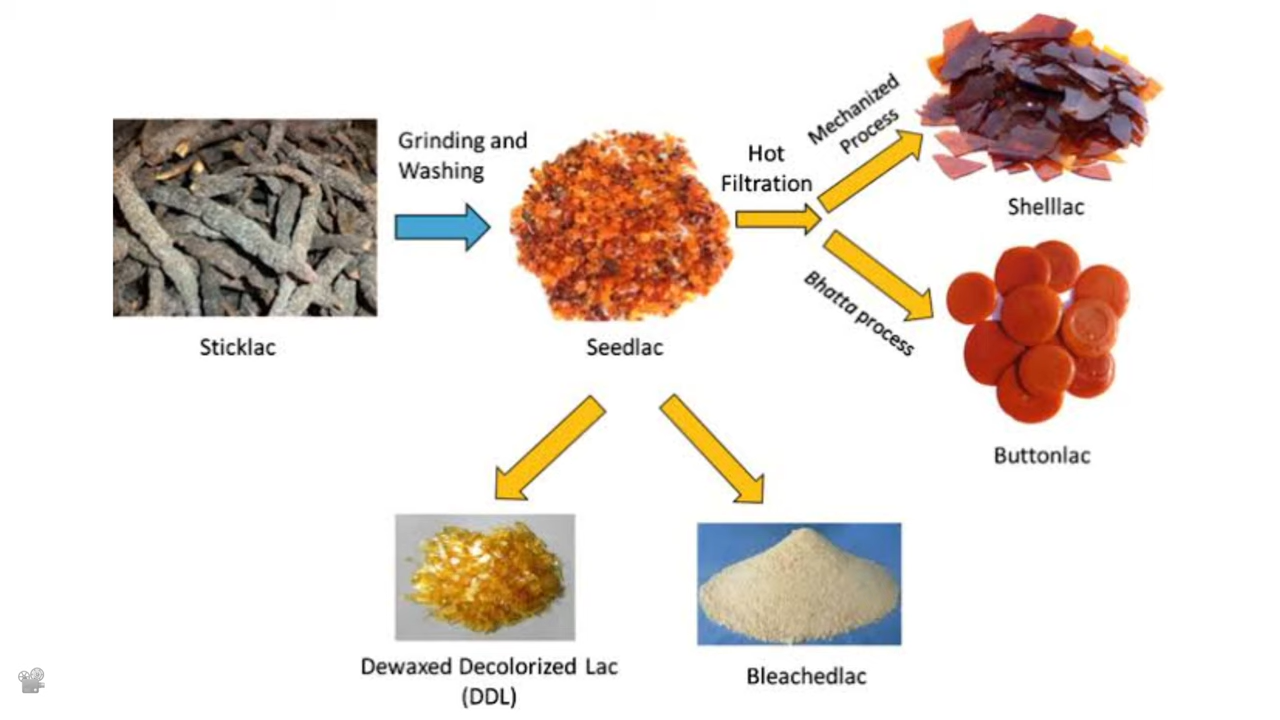 Grinding and
Washing
Hot
Filtration
Mechanized
Process
Bhatta process
Shelllac
Sticklac
Seedlac
Buttonlac
Dewaxed Decolorized Lac
(DDL)
Bleachedlac